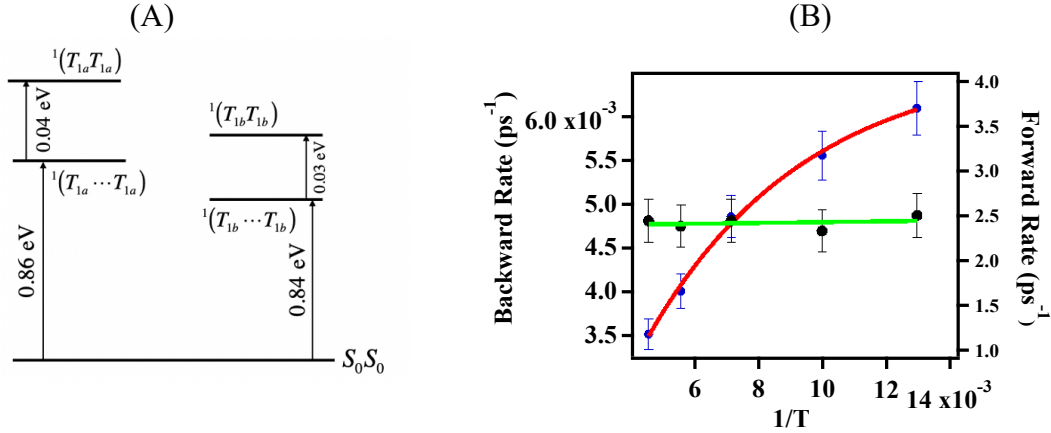 (A)
¹(T₁ₐT₁ₐ)
0.04 eV
¹(T₁ₐ⋯T₁ₐ)
0.86 eV
¹(T₁bT₁b)
0.03 eV
¹(T₁b⋯T₁b)
0.84 eV
S₀S₀
(B)
Backward Rate (ps⁻¹)
6.0 x10⁻³
5.5
5.0
4.5
4.0
3.5
4.0
3.5
3.0
2.5
2.0
1.5
1.0
Forward Rate (ps⁻¹
6
8
10
12
14 x10⁻³
1/T